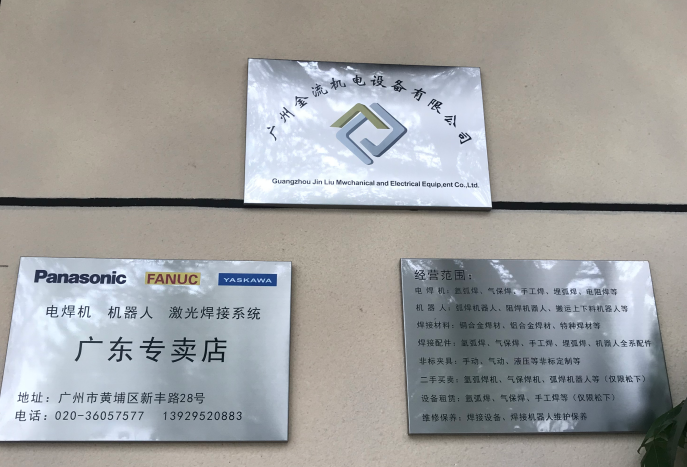 广州金流机电设备有限公司
Guangzhou Jin Liu Mwchanical and Electrical Equip,ent Co.,Ltd.
Panasonic FANUC YASKAWA
电焊机 机器人 激光焊接系统
广东专卖店
地址：广州市黄埔区新丰路28号
电话：020-36057577 13929520883
经营范围：
电焊机：氩弧焊、气保焊、手工焊、埋弧焊、电阻焊等
机器人：弧焊机器人、阻焊机器人、搬运上下料机器人等
焊接材料：铜合金焊材、铝合金焊材、特种焊材等
焊接配件：氩弧焊、气保焊、手工焊、埋弧焊、机器人全系配件
非标夹具：手动、气动、液压等非标定制等
二手买卖：氩弧焊机、气保焊机、弧焊机器人等（仅限松下）
设备租赁：氩弧焊、气保焊、手工焊等（仅限松下）
维修保养：焊接设备、焊接机器人维护保养